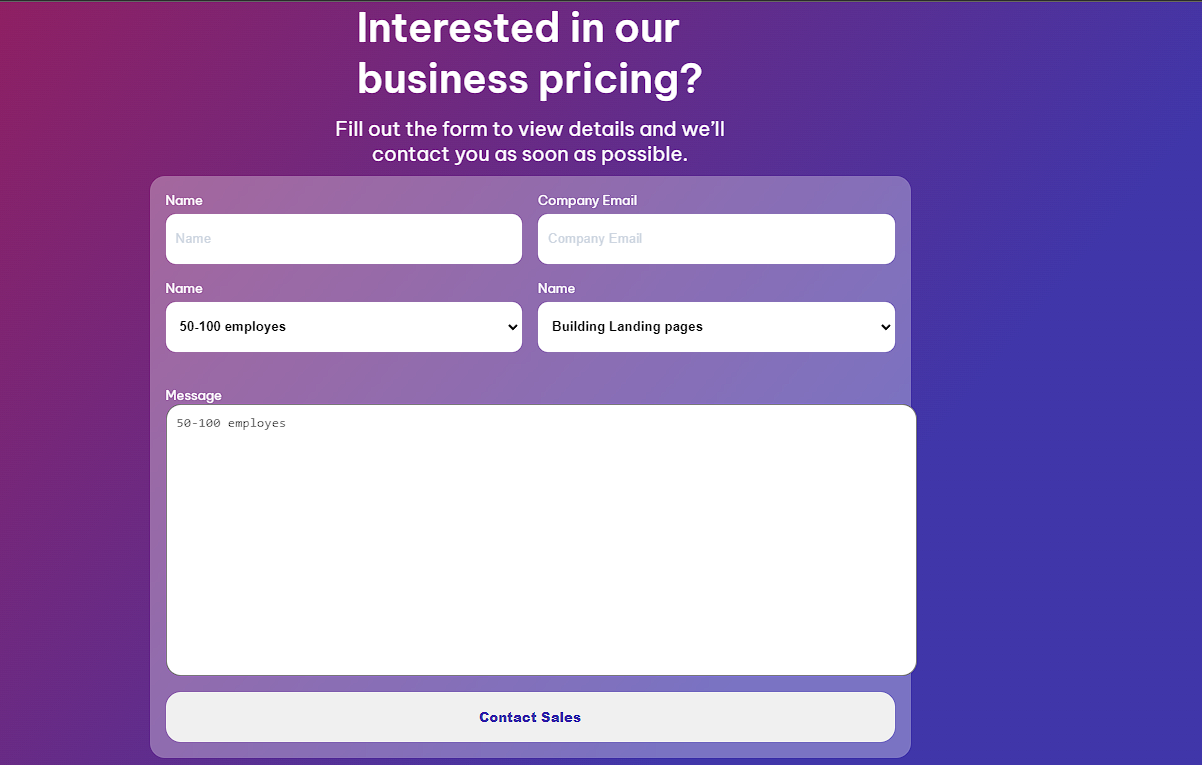 Interested in our
business pricing?
Fill out the form to view details and we’ll
contact you as soon as possible.
Name
Company Email
Name
Company Email
Name
Name
50-100 employes
Building Landing pages
Message
50-100 employes
Contact Sales